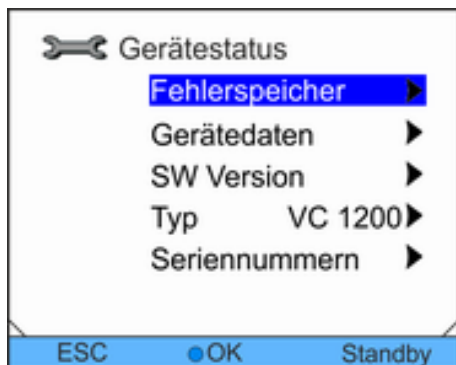 Gerätestatus
Fehlerspeicher
Gerätedaten
SW Version
Typ VC 1200
Seriennummern
ESC OK Standby